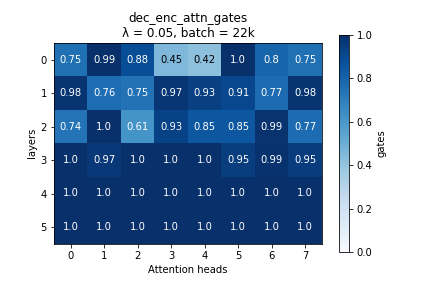 dec_enc_attn_gates
λ = 0.05, batch = 22k
0 0.75 0.99 0.88 0.45 0.42 1.0 0.8 0.75
1 0.98 0.76 0.75 0.97 0.93 0.91 0.77 0.98
2 0.74 1.0 0.61 0.93 0.85 0.85 0.99 0.77
3 1.0 0.97 1.0 1.0 1.0 0.95 0.99 0.95
4 1.0 1.0 1.0 1.0 1.0 1.0 1.0 1.0
5 1.0 1.0 1.0 1.0 1.0 1.0 1.0 1.0
0 1 2 3 4 5 6 7
Attention heads
layers
1.0
0.8
0.6
0.4
0.2
0.0
gates